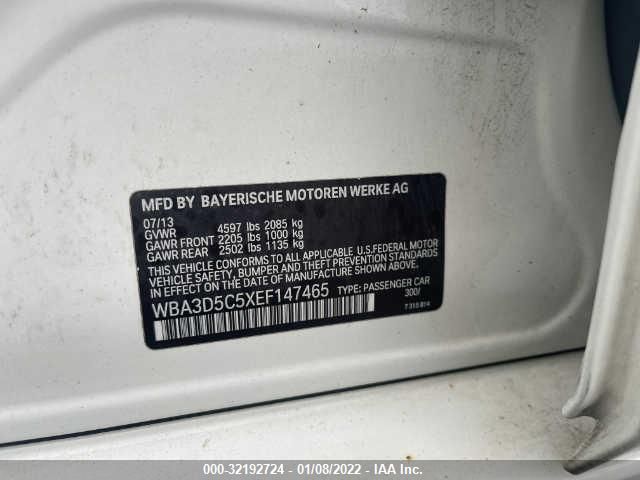 MFD BY BAYERISCHE MOTOREN WERKE AG
07/13
GVWR 4597 lbs 2085 kg
GAWR FRONT 2205 lbs 1000 kg
GAWR REAR 2502 lbs 1135 kg
THIS VEHICLE CONFORMS TO ALL APPLICABLE U.S.FEDERAL MOTOR
VEHICLE SAFETY, BUMPER AND THEFT PREVENTION STANDARDS IN
EFFECT ON THE DATE OF MANUFACTURE SHOWN ABOVE.
WBA3D5C5XEF147465 TYPE: PASSENGER CAR
300/
7 310 814
000-32192724 - 01/08/2022 - IAA Inc.